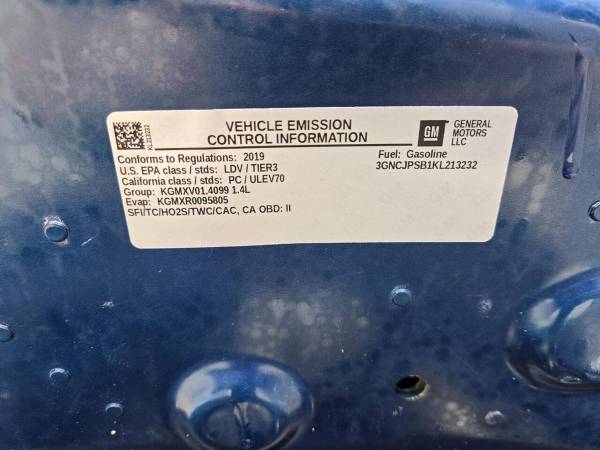 KL213232
VEHICLE EMISSION
CONTROL INFORMATION
GM
GENERAL
MOTORS
LLC
Conforms to Regulations: 2019
U.S. EPA class / stds: LDV / TIER3
California class / stds: PC / ULEV70
Group: KGMXV01.4099 1.4L
Evap: KGMXR0095805
SFI/TC/HO2S/TWC/CAC, CA OBD: II
Fuel: Gasoline
3GNCJPSB1KL213232